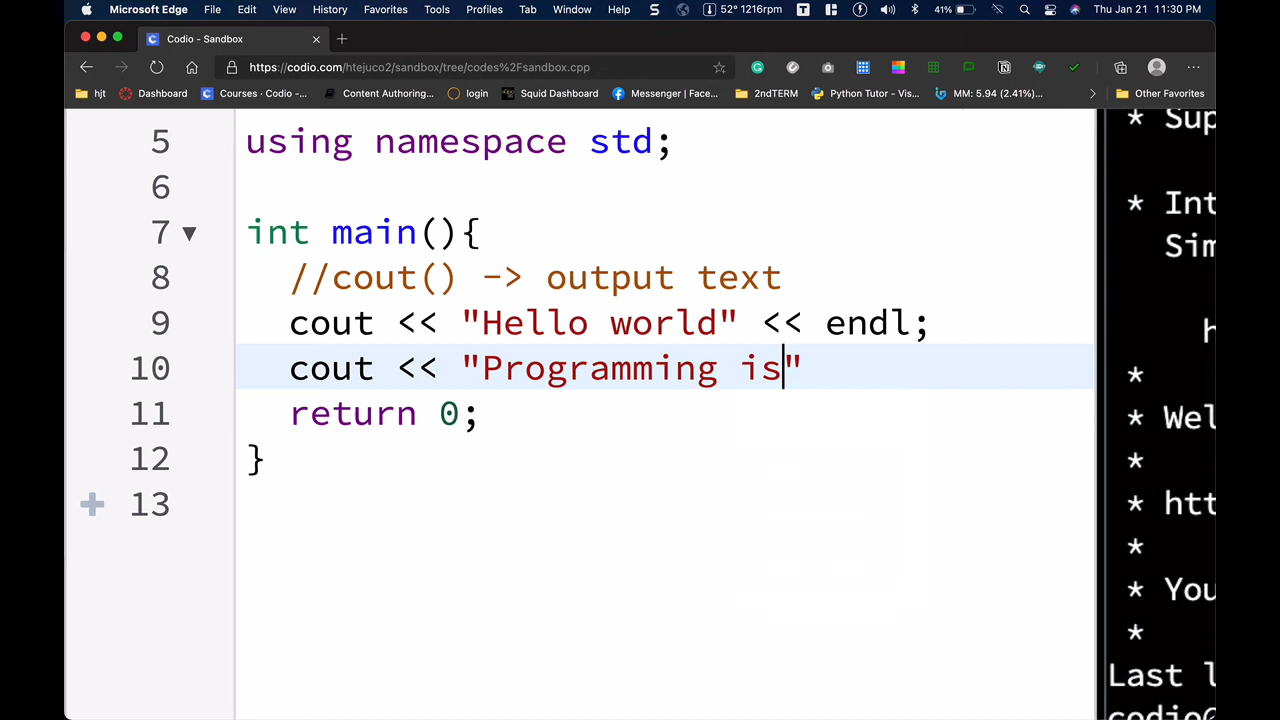 Microsoft Edge File Edit View History Favorites Tools Profiles Tab Window Help 52° 1216rpm 41% Thu Jan 21 11:30 PM
Codio - Sandbox
https://codio.com/htejuco2/sandbox/tree/codes%2Fsandbox.cpp
hjt Dashboard Courses · Codio -... Content Authoring... login Squid Dashboard Messenger | Face... 2ndTERM Python Tutor - Vis... MM: 5.94 (2.41%)... Other Favorites
5 using namespace std;
6
7 int main(){
8 //cout() -> output text
9 cout << "Hello world" << endl;
10 cout << "Programming is"
11 return 0;
12 }
13
* Sup
* Int
Sim
h
*
* Wel
*
* htt
*
* You
*
Last l
codio@